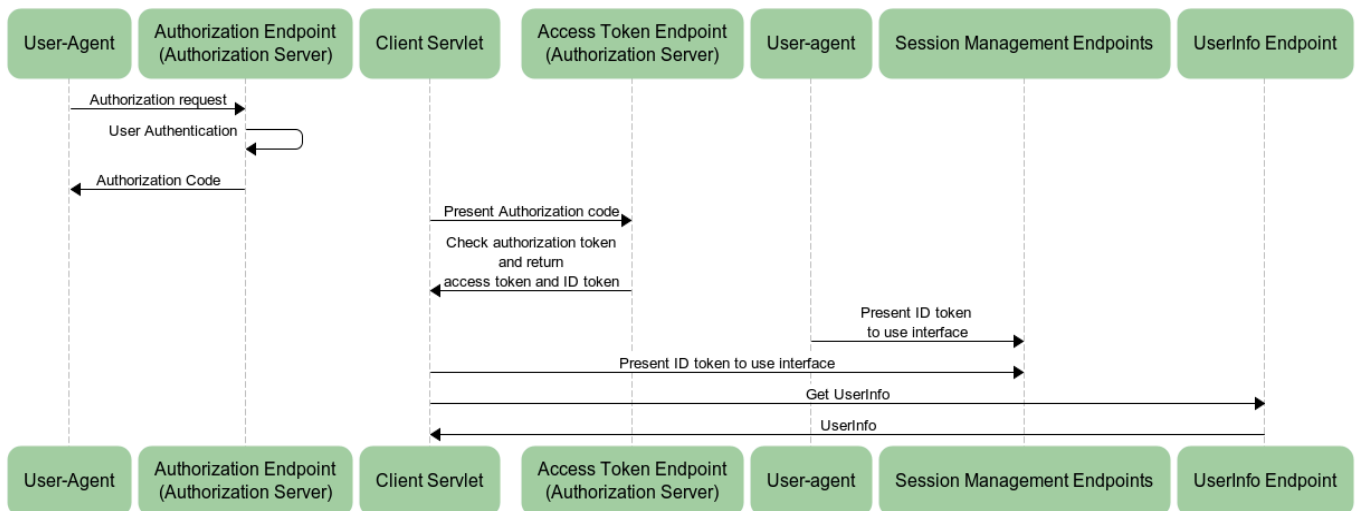 User-Agent
Authorization Endpoint
(Authorization Server)
Client Servlet
Access Token Endpoint
(Authorization Server)
User-agent
Session Management Endpoints
UserInfo Endpoint
Authorization request
User Authentication
Authorization Code
Present Authorization code
Check authorization token
and return
access token and ID token
Present ID token
to use interface
Present ID token to use interface
Get UserInfo
UserInfo
User-Agent
Authorization Endpoint
(Authorization Server)
Client Servlet
Access Token Endpoint
(Authorization Server)
User-agent
Session Management Endpoints
UserInfo Endpoint